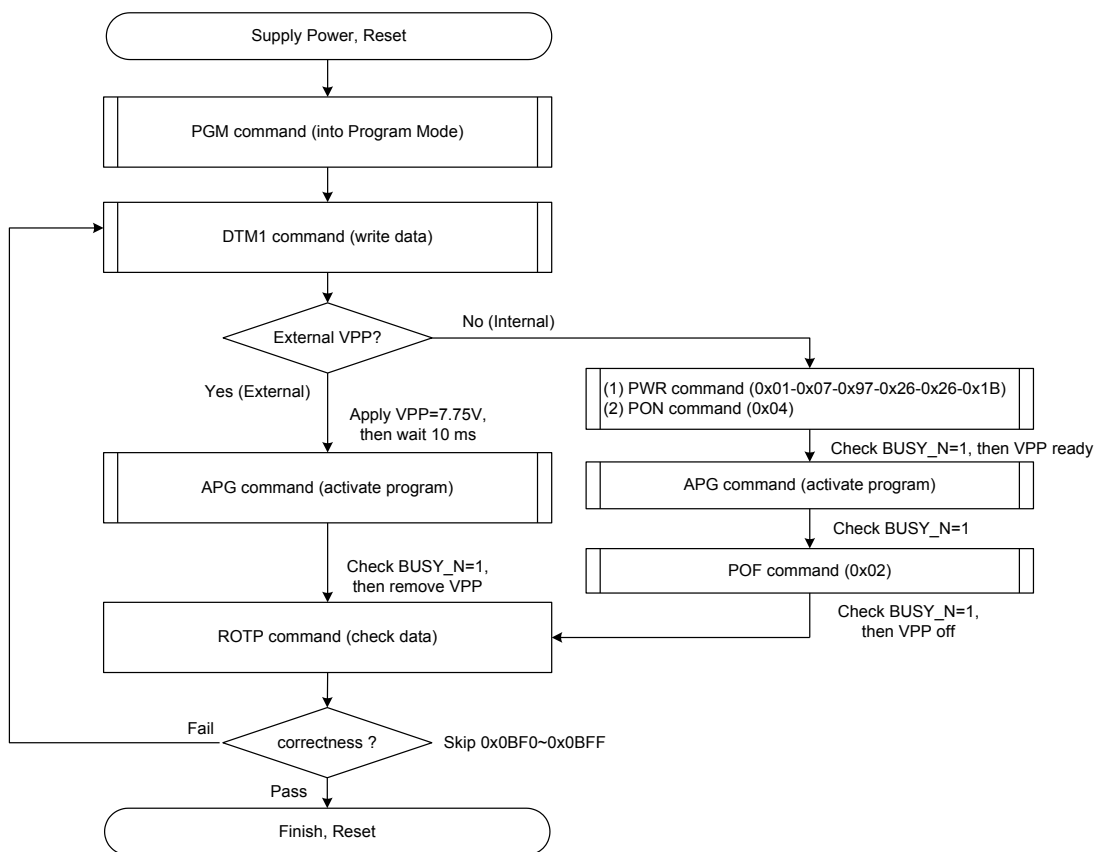 Supply Power, Reset
PGM command (into Program Mode)
DTM1 command (write data)
External VPP?
No (Internal)
Yes (External)
(1) PWR command (0x01-0x07-0x97-0x26-0x26-0x1B)
(2) PON command (0x04)
Apply VPP=7.75V,
then wait 10 ms
Check BUSY_N=1, then VPP ready
APG command (activate program)
APG command (activate program)
Check BUSY_N=1
Check BUSY_N=1,
then remove VPP
POF command (0x02)
Check BUSY_N=1,
then VPP off
ROTP command (check data)
Fail
correctness ?
Skip 0x0BF0~0x0BFF
Pass
Finish, Reset